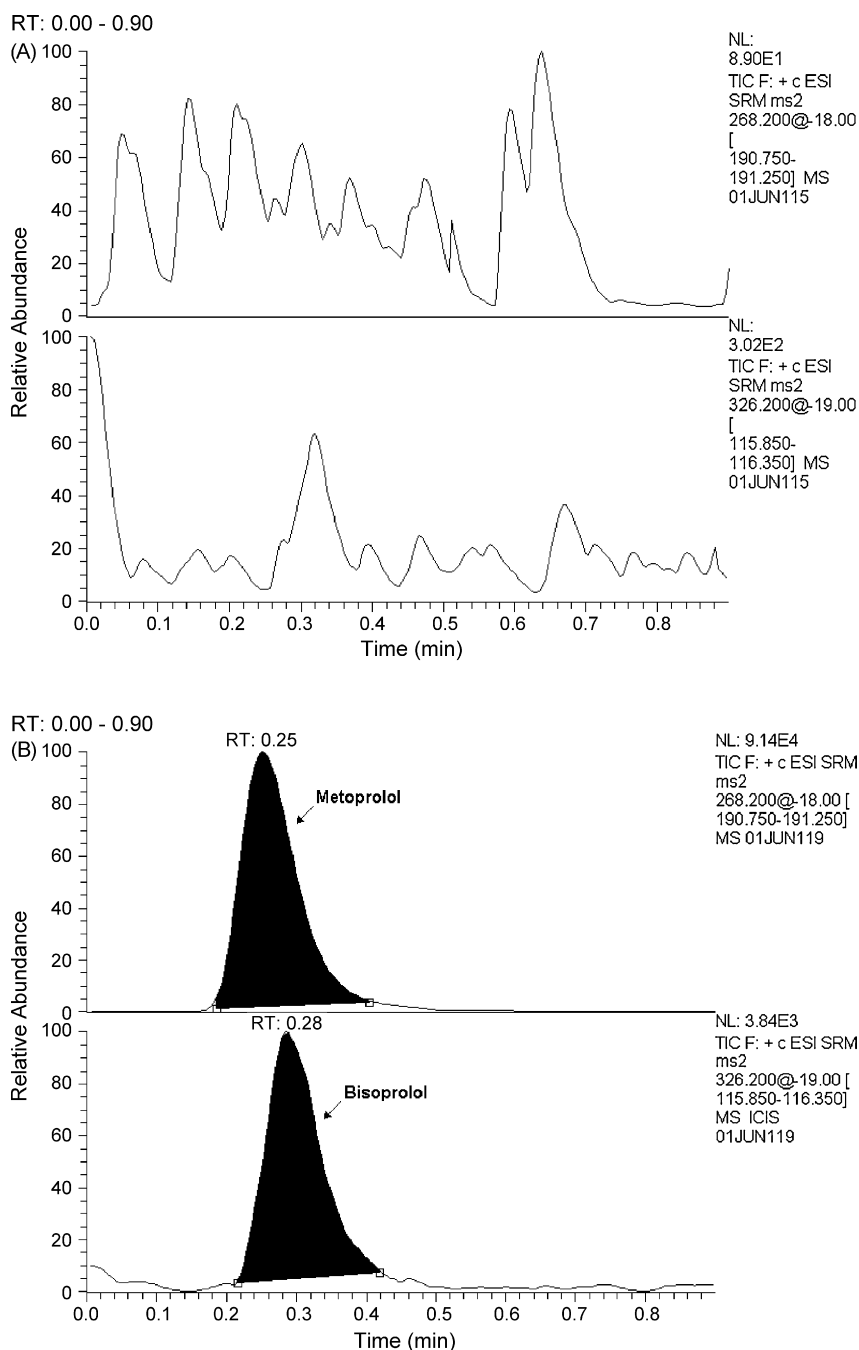 RT: 0.00 - 0.90
(A)
100
80
60
40
20
0
NL:
8.90E1
TIC F: + c ESI
SRM ms2
268.200@-18.00
[
190.750-
191.250] MS
01JUN115
Relative Abundance
100
80
60
40
20
0
NL:
3.02E2
TIC F: + c ESI
SRM ms2
326.200@-19.00
[
115.850-
116.350] MS
01JUN115
0.0 0.1 0.2 0.3 0.4 0.5 0.6 0.7 0.8
Time (min)
RT: 0.00 - 0.90
(B)
RT: 0.25
Metoprolol
100
80
60
40
20
0
NL: 9.14E4
TIC F: + c ESI SRM
ms2
268.200@-18.00 [
190.750-191.250]
MS 01JUN119
Relative Abundance
RT: 0.28
Bisoprolol
100
80
60
40
20
0
NL: 3.84E3
TIC F: + c ESI SRM
ms2
326.200@-19.00 [
115.850-116.350]
MS ICIS
01JUN119
0.0 0.1 0.2 0.3 0.4 0.5 0.6 0.7 0.8
Time (min)